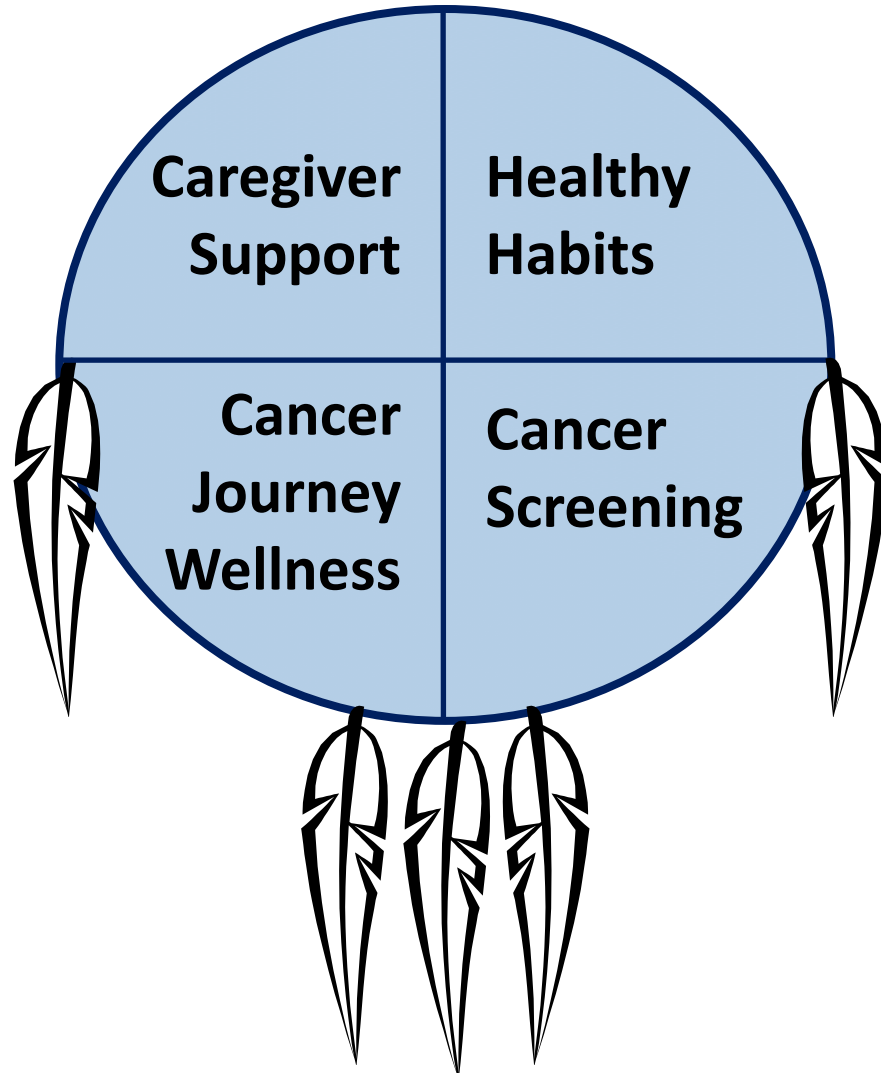 Caregiver
Support
Healthy
Habits
Cancer
Journey
Wellness
Cancer
Screening